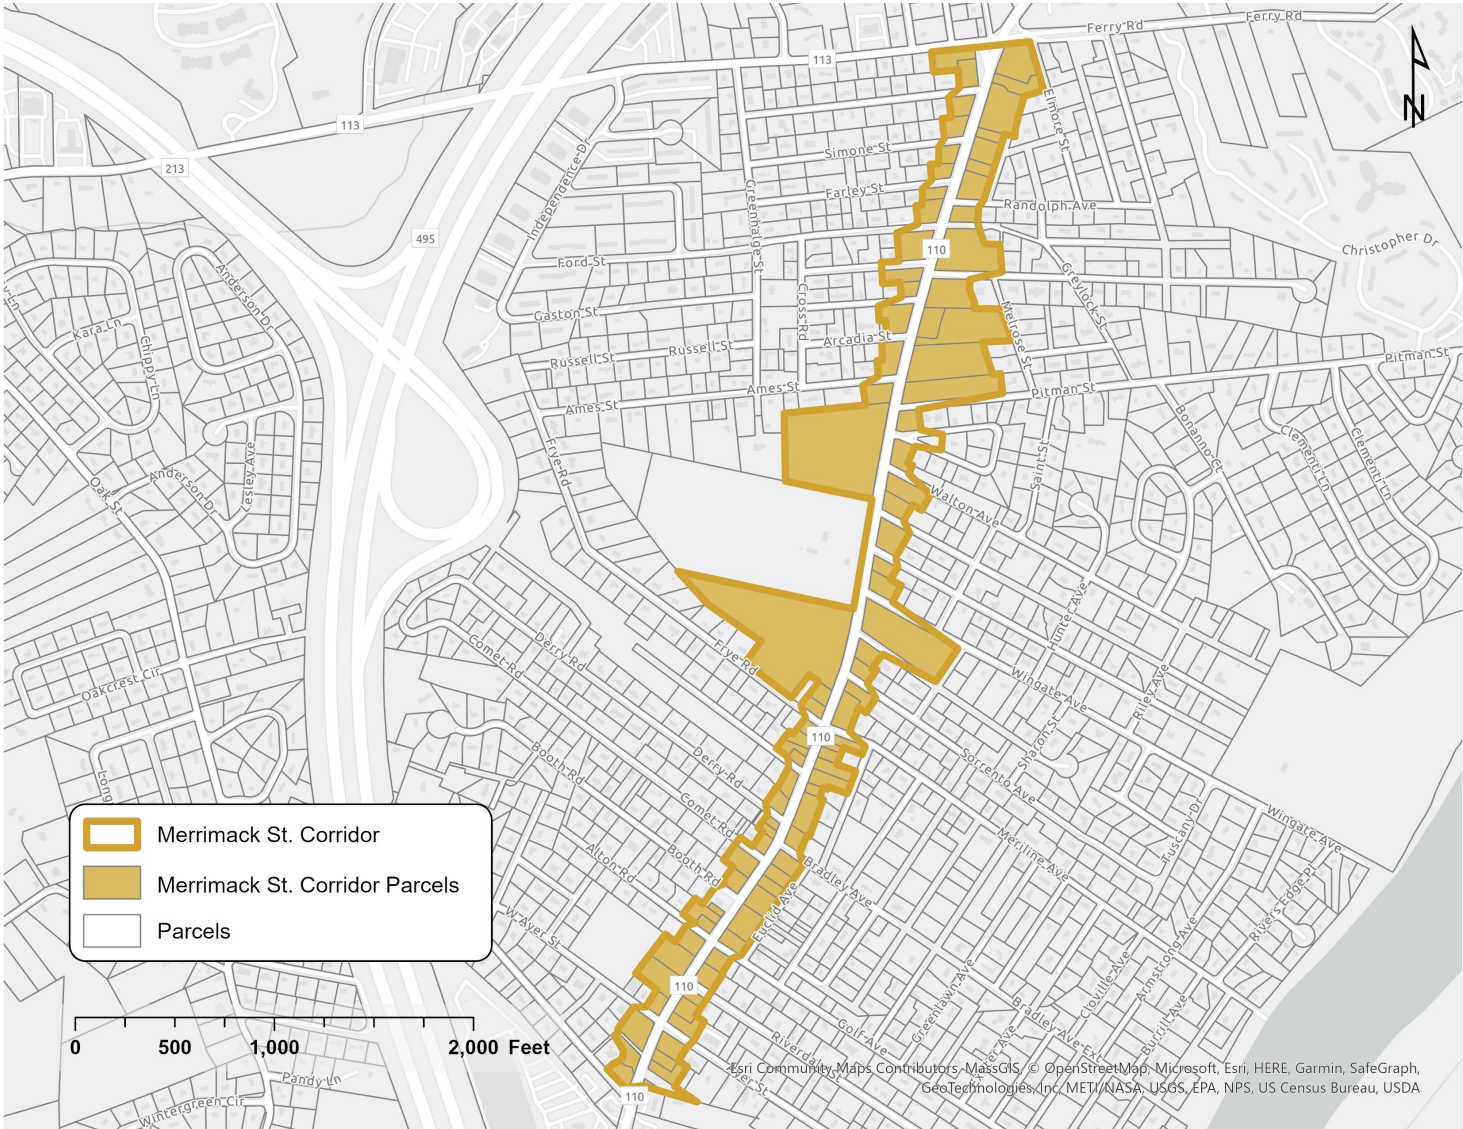 Ferry Rd
Ferry Rd
113
113
213
495
N
Elmore St
Simone St
Farley St
Independence Dr
Greenhalge St
Randolph Ave
110
Christopher Dr
Ford St
Anderson Dr
Greylock St
Cross Rd
Gaston St
Kara Ln
Chippy Ln
Melrose St
Arcadia St
Russell St
Russell St
Pitman St
Pitman St
Ames St
Ames St
Bonanno Ct
Clementi Ln
Clementi Ln
Frye Rd
Saint St
Lesley Ave
Anderson Dr
Oak St
Walton Ave
Hunter Ave
Derry Rd
Comet Rd
Frye Rd
Oakcrest Cir
Wingate Ave
Riley Ave
Sharon St
110
Booth Rd
Derry Rd
Sorrento Ave
Long
Comet Rd
Tuscany Dr
Wingate Ave
Merrimack St. Corridor
Merrimack St. Corridor Parcels
Parcels
Alton Rd
Booth Rd
Bradley Ave
Merline Ave
Euclid Ave
W Ayer St
Rivers Edge Pl
Armstrong Ave
Cloville Ave
Greenlawn Ave
110
Bradley Ave Ext
Burrill Ave
Golf Ave
Riverdale St
0 500 1,000 2,000 Feet
Pandy Ln
Wintergreen Cir
110
Esri Community Maps Contributors, MassGIS, © OpenStreetMap, Microsoft, Esri, HERE, Garmin, SafeGraph,
GeoTechnologies, Inc, METI/NASA, USGS, EPA, NPS, US Census Bureau, USDA